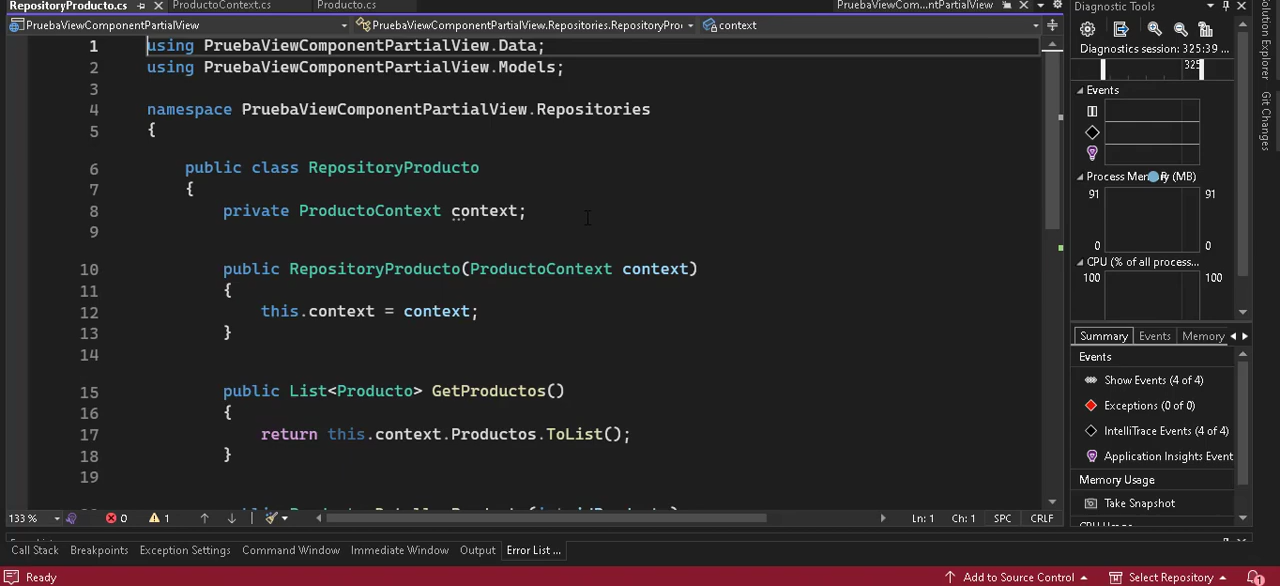 RepositoryProducto.cs
ProductoContext.cs
Producto.cs
PruebaViewCom...ntPartialView
PruebaViewComponentPartialView
PruebaViewComponentPartialView.Repositories.RepositoryPro
context
1 using PruebaViewComponentPartialView.Data;
2 using PruebaViewComponentPartialView.Models;
3
4 namespace PruebaViewComponentPartialView.Repositories
5 {
6 public class RepositoryProducto
7 {
8 private ProductoContext context;
9
10 public RepositoryProducto(ProductoContext context)
11 {
12 this.context = context;
13 }
14
15 public List<Producto> GetProductos()
16 {
17 return this.context.Productos.ToList();
18 }
19
133 %
0
1
Ln: 1 Ch: 1 SPC CRLF
Diagnostic Tools
Diagnostics session: 325:39 ...
325
Events
Process Memory (MB)
91 91
0 0
CPU (% of all process...
100 100
Summary Events Memory
Events
Show Events (4 of 4)
Exceptions (0 of 0)
IntelliTrace Events (4 of 4)
Application Insights Event
Memory Usage
Take Snapshot
Solution Explorer
Git Changes
Call Stack Breakpoints Exception Settings Command Window Immediate Window Output Error List ...
Ready
Add to Source Control
Select Repository
1